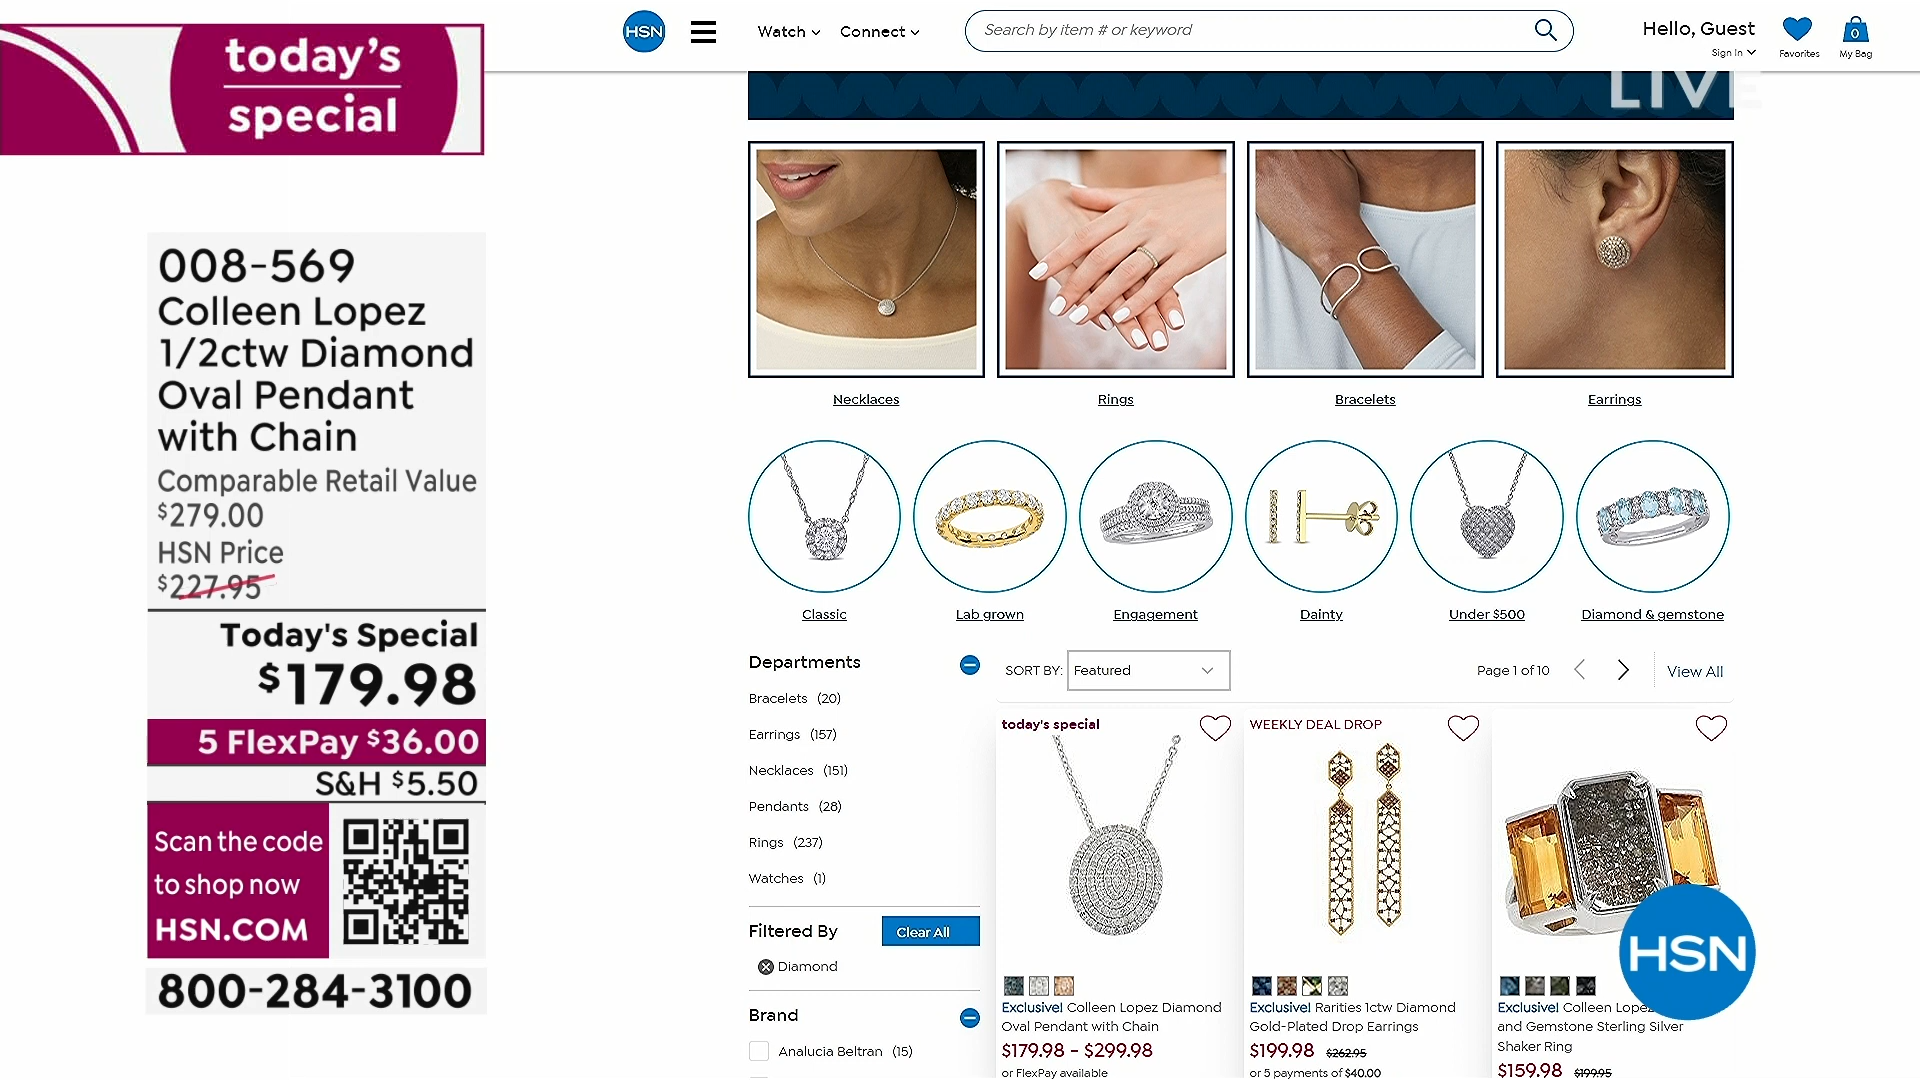 today's
special
008-569
Colleen Lopez
1/2ctw Diamond
Oval Pendant
with Chain
Comparable Retail Value
$279.00
HSN Price
$227.95
Today's Special
$179.98
5 FlexPay $36.00
S&H $5.50
Scan the code
to shop now
HSN.COM
800-284-3100
HSN
Watch
Connect
Search by item # or keyword
Hello, Guest
Sign In
Favorites
0
My Bag
LIVE
Necklaces
Rings
Bracelets
Earrings
Classic
Lab grown
Engagement
Dainty
Under $500
Diamond & gemstone
Departments
Bracelets (20)
Earrings (157)
Necklaces (151)
Pendants (28)
Rings (237)
Watches (1)
Filtered By
Clear All
Diamond
Brand
Analucia Beltran (15)
SORT BY: Featured
Page 1 of 10
View All
today's special
Exclusive! Colleen Lopez Diamond
Oval Pendant with Chain
$179.98 - $299.98
or FlexPay available
WEEKLY DEAL DROP
Exclusive! Rarities 1ctw Diamond
Gold-Plated Drop Earrings
$199.98 $262.95
or 5 payments of $40.00
Exclusive! Colleen
and Gemstone Sterling Silver
Shaker Ring
$159.98 $199.95
HSN